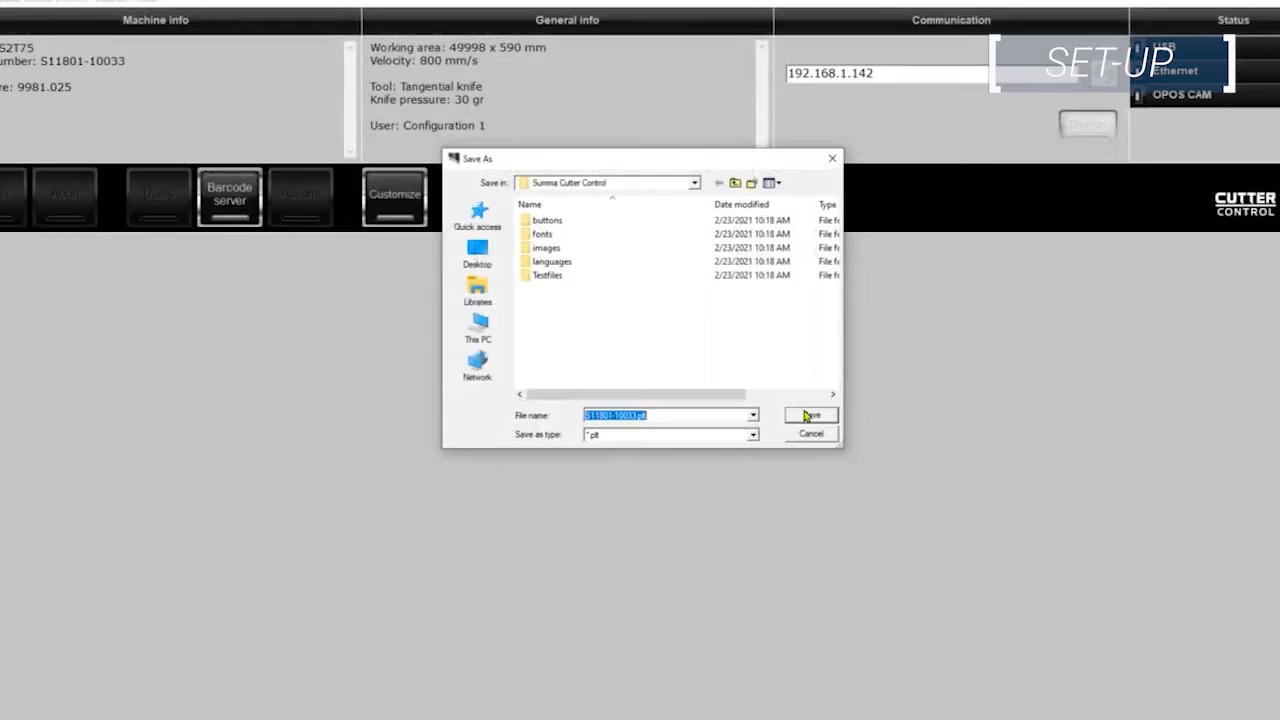 Machine info
General info
Communication
Status
S2T75
umber: S11801-10033
re: 9981.025
Working area: 49998 x 590 mm
Velocity: 800 mm/s
Tool: Tangential knife
Knife pressure: 30 gr
User: Configuration 1
192.168.1.142
SET-UP
USB
Ethernet
OPOS CAM
Barcode
server
Customize
CUTTER
CONTROL
Save As
Save in:
Summa Cutter Control
Name
Date modified
Type
Quick access
Desktop
Libraries
This PC
Network
buttons 2/23/2021 10:18 AM File fo
fonts 2/23/2021 10:18 AM File fo
images 2/23/2021 10:18 AM File fo
languages 2/23/2021 10:18 AM File fo
Testfiles 2/23/2021 10:18 AM File fo
File name:
S11801-10033.plt
Save
Save as type:
*.plt
Cancel